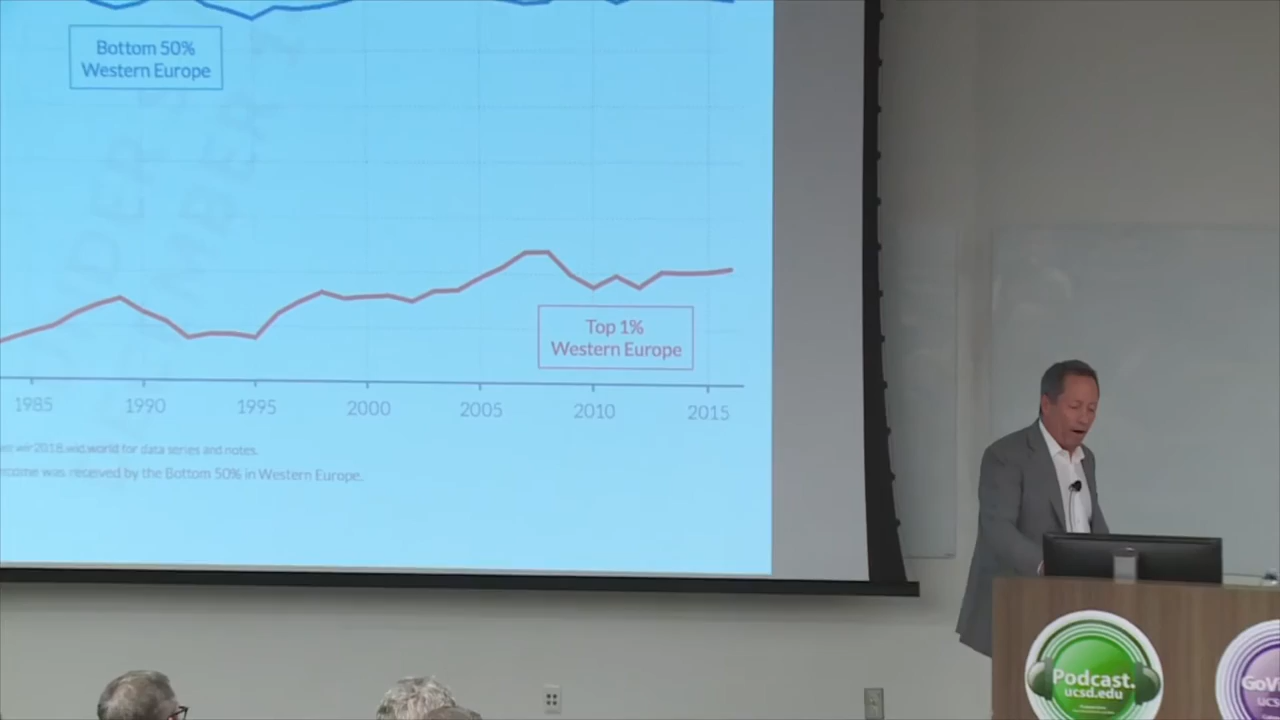 Bottom 50%
Western Europe
Top 1%
Western Europe
1985 1990 1995 2000 2005 2010 2015
wir2018.wid.world for data series and notes.
income was received by the Bottom 50% in Western Europe.
Podcast.
ucsd.edu